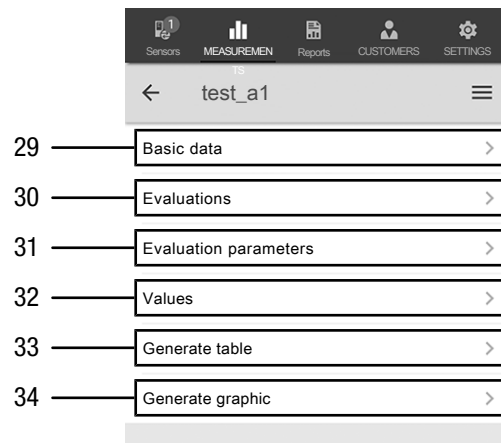 1
Sensors MEASUREMEN Reports CUSTOMERS SETTINGS
TS
test_a1
29 Basic data
30 Evaluations
31 Evaluation parameters
32 Values
33 Generate table
34 Generate graphic